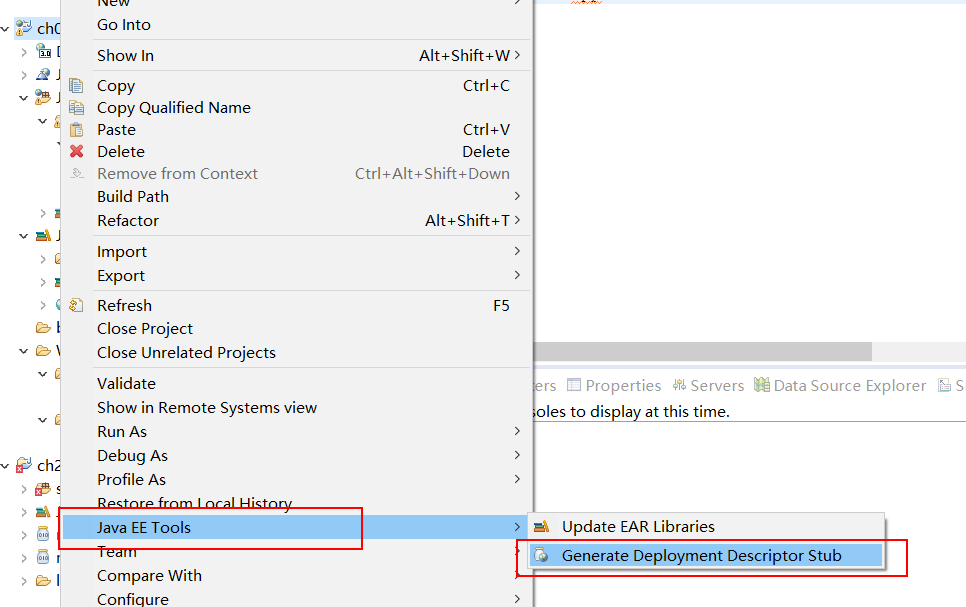 New
Go Into
Show In Alt+Shift+W
Copy Ctrl+C
Copy Qualified Name
Paste Ctrl+V
Delete Delete
Remove from Context Ctrl+Alt+Shift+Down
Build Path
Refactor Alt+Shift+T
Import
Export
Refresh F5
Close Project
Close Unrelated Projects
Validate
Show in Remote Systems view
Run As
Debug As
Profile As
Restore from Local History
Java EE Tools
Team
Compare With
Configure
Update EAR Libraries
Generate Deployment Descriptor Stub
Properties Servers Data Source Explorer
to display at this time.